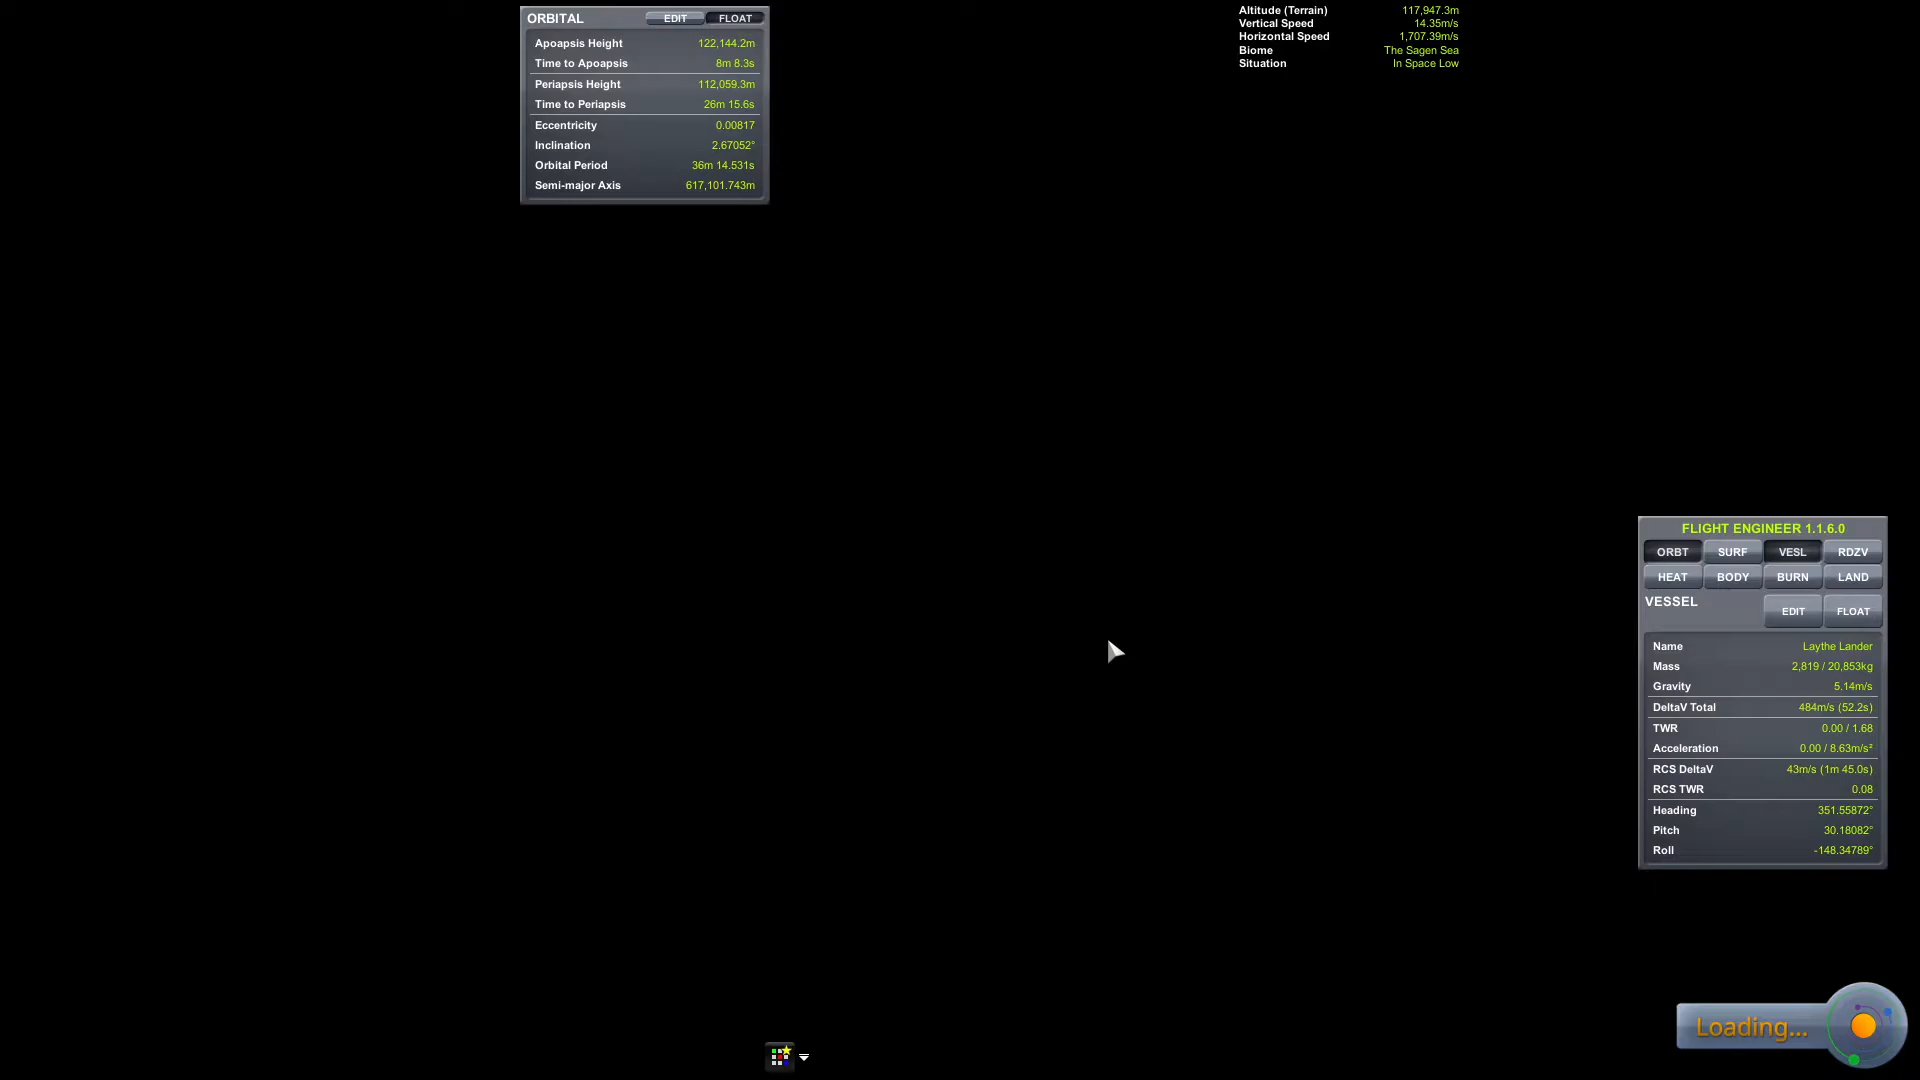 ORBITAL EDIT FLOAT
Apoapsis Height 122,144.2m
Time to Apoapsis 8m 8.3s
Periapsis Height 112,059.3m
Time to Periapsis 26m 15.6s
Eccentricity 0.00817
Inclination 2.67052°
Orbital Period 36m 14.531s
Semi-major Axis 617,101.743m
Altitude (Terrain) 117,947.3m
Vertical Speed 14.35m/s
Horizontal Speed 1,707.39m/s
Biome The Sagen Sea
Situation In Space Low
FLIGHT ENGINEER 1.1.6.0
ORBT SURF VESL RDZV
HEAT BODY BURN LAND
VESSEL EDIT FLOAT
Name Laythe Lander
Mass 2,819 / 20,853kg
Gravity 5.14m/s
DeltaV Total 484m/s (52.2s)
TWR 0.00 / 1.68
Acceleration 0.00 / 8.63m/s²
RCS DeltaV 43m/s (1m 45.0s)
RCS TWR 0.08
Heading 351.55872°
Pitch 30.18082°
Roll -148.34789°
Loading...